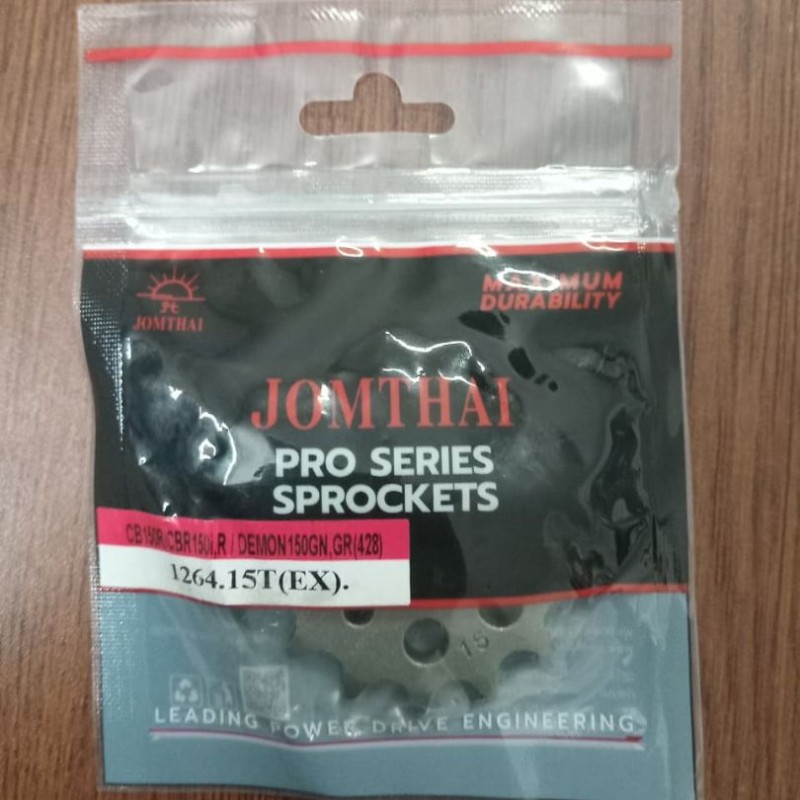 JOMTHAI
MAXIMUM
DURABILITY
JOMTHAI
PRO SERIES
SPROCKETS
CB150R,CBR150i,R / DEMON150GN,GR(428)
1264.15T(EX).
15
LEADING POWER DRIVE ENGINEERING